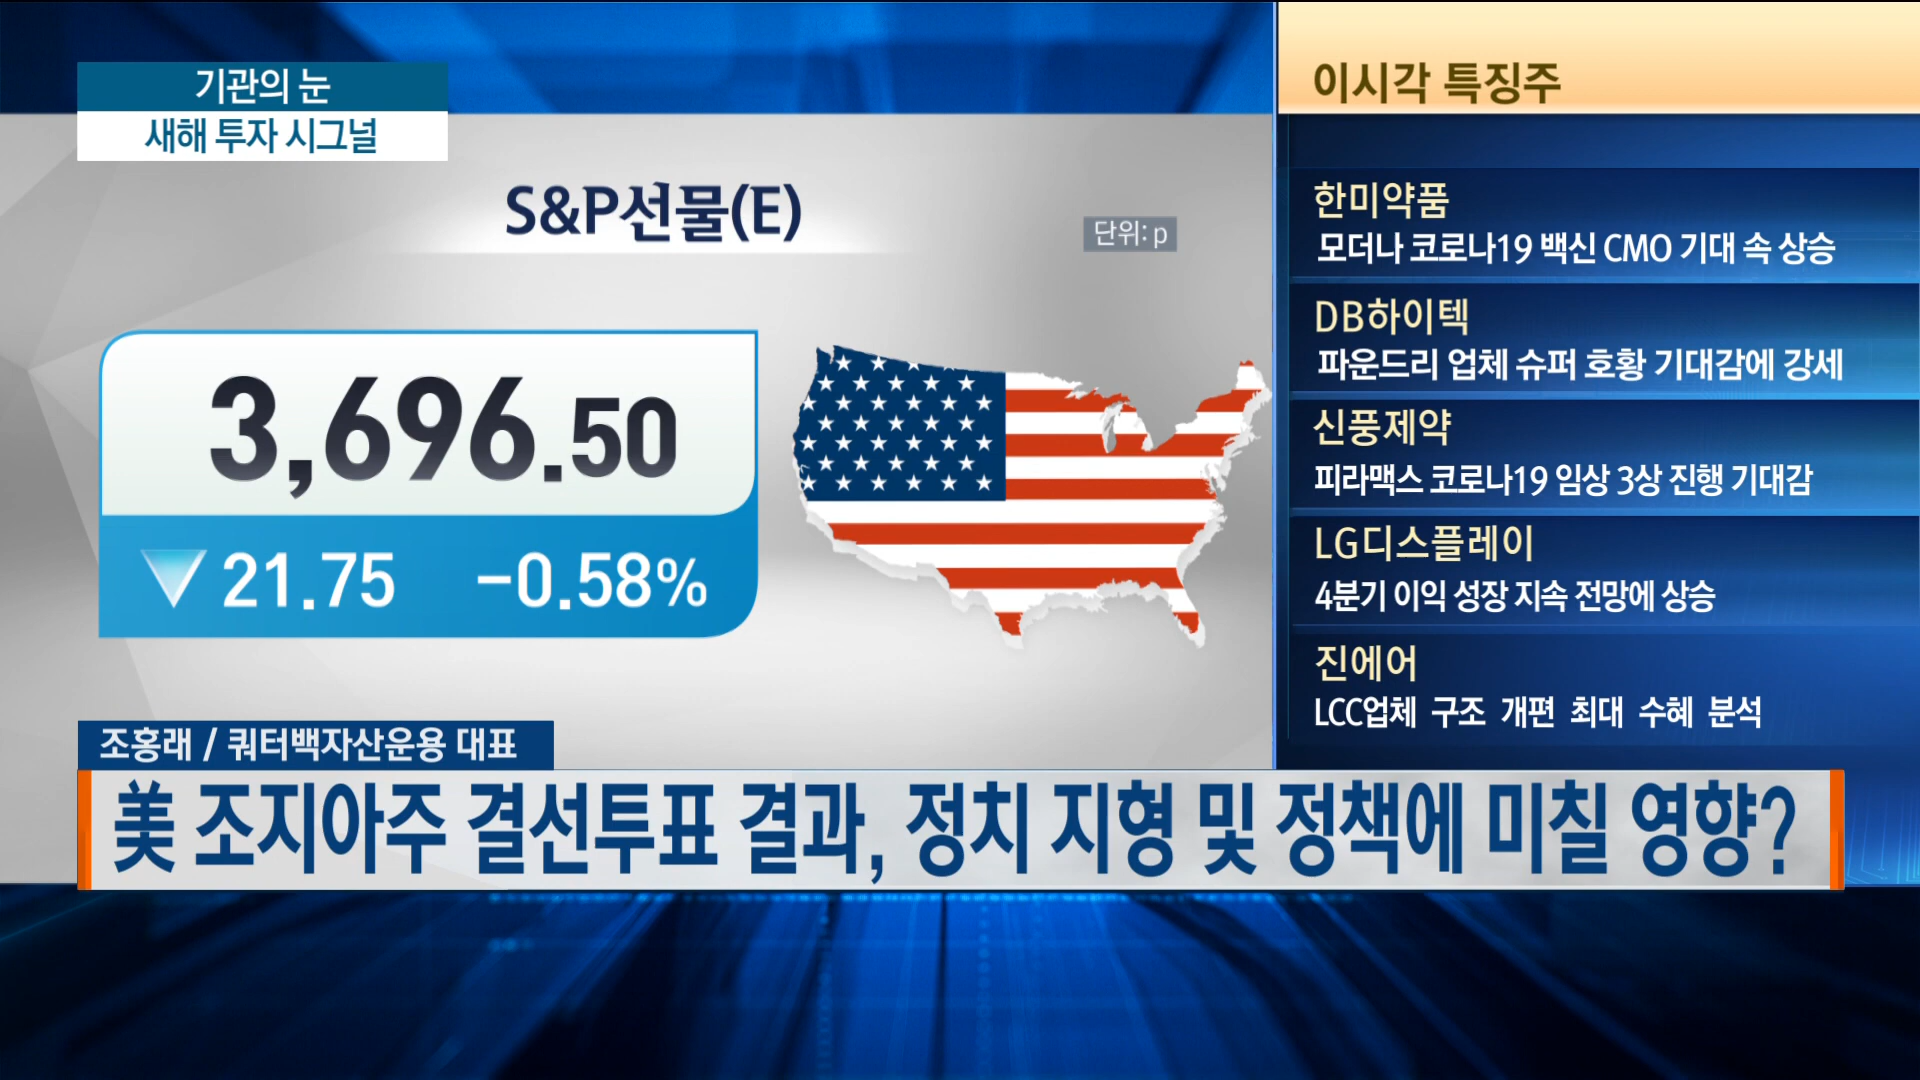 기관의 눈
새해 투자 시그널
S&P선물(E)
단위: p
3,696.50
▼ 21.75 -0.58%
이시각 특징주
한미약품
모더나 코로나19 백신 CMO 기대 속 상승
DB하이텍
파운드리 업체 슈퍼 호황 기대감에 강세
신풍제약
피라맥스 코로나19 임상 3상 진행 기대감
LG디스플레이
4분기 이익 성장 지속 전망에 상승
진에어
LCC업체 구조 개편 최대 수혜 분석
조홍래 / 쿼터백자산운용 대표
美 조지아주 결선투표 결과, 정치 지형 및 정책에 미칠 영향?